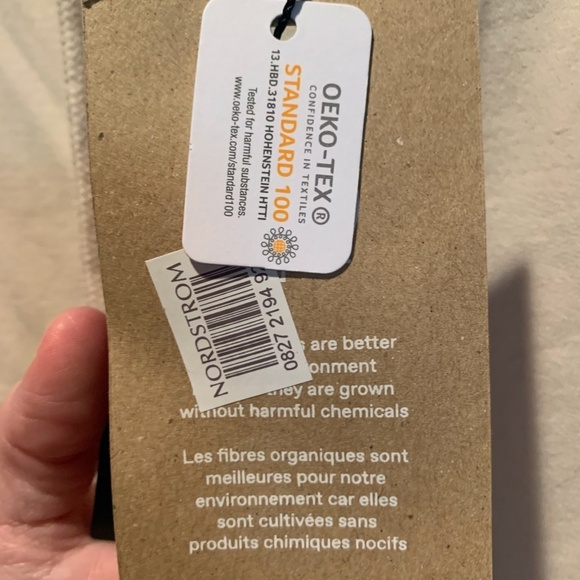 OEKO-TEX®
CONFIDENCE IN TEXTILES
STANDARD 100
13.HBD.31810 HOHENSTEIN HTTI
Tested for harmful substances.
www.oeko-tex.com/standard100
NORDSTROM
0827 2194
are better
they are grown
without harmful chemicals
Les fibres organiques sont
meilleures pour notre
environnement car elles
sont cultivées sans
produits chimiques nocifs